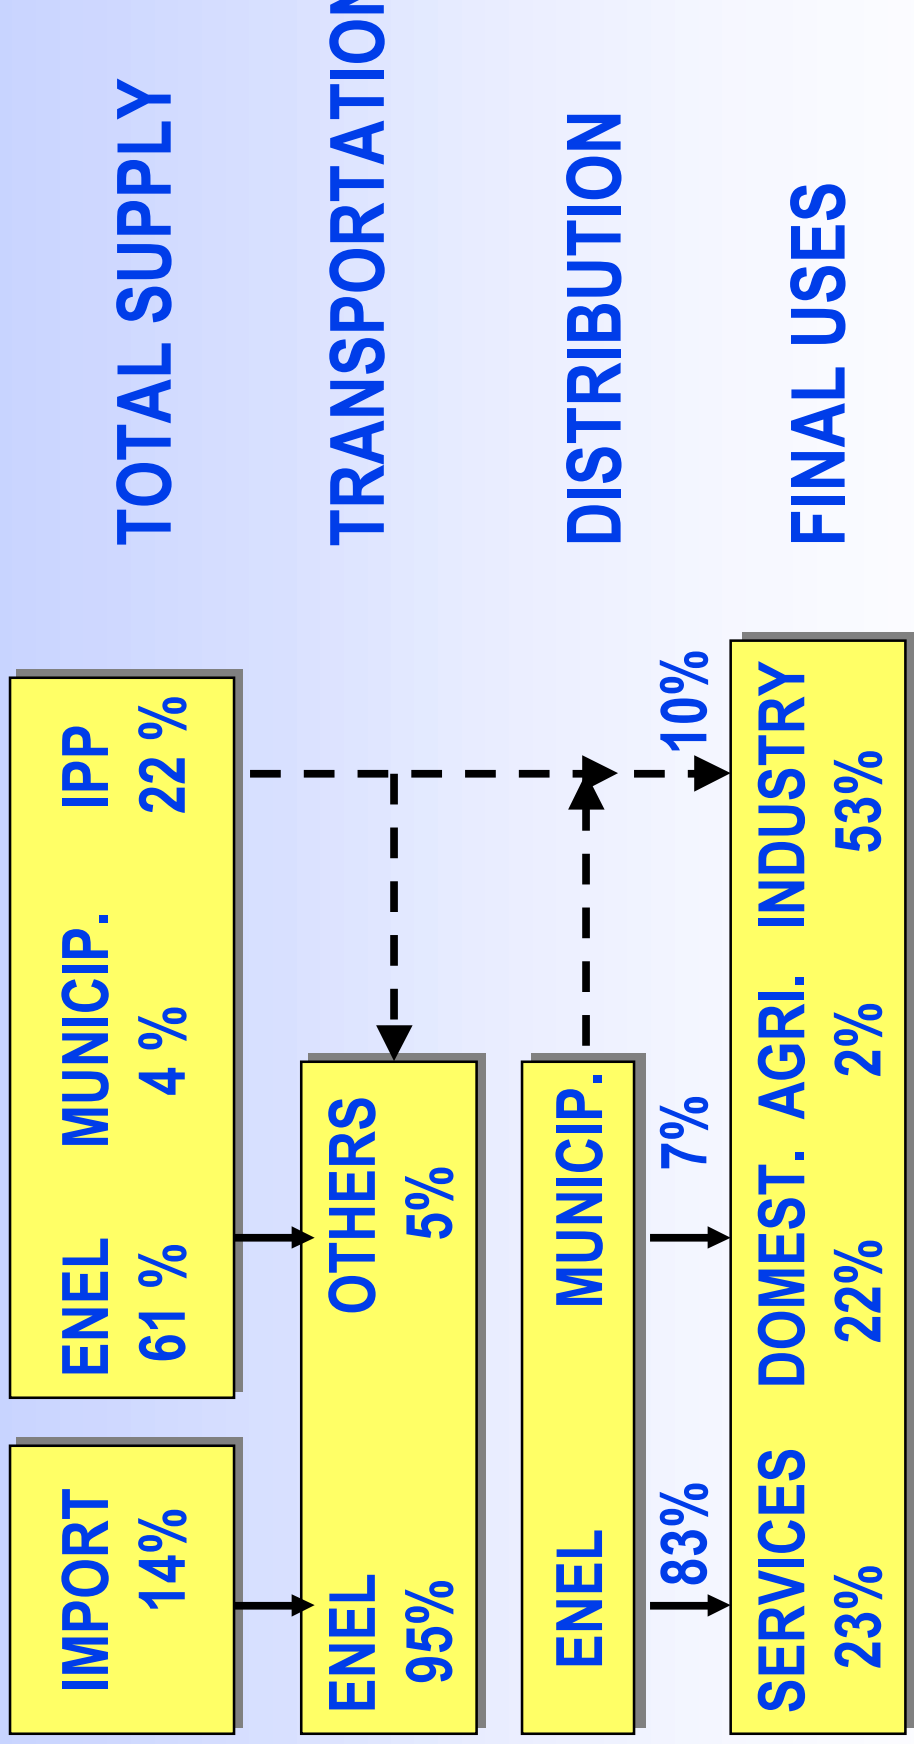 IMPORT ENEL MUNICIP. IPP
14% 61 % 4 % 22 %
TOTAL SUPPLY
ENEL OTHERS
95% 5%
TRANSPORTATION
ENEL MUNICIP.
DISTRIBUTION
83% 7% 10%
SERVICES DOMEST. AGRI. INDUSTRY
23% 22% 2% 53%
FINAL USES